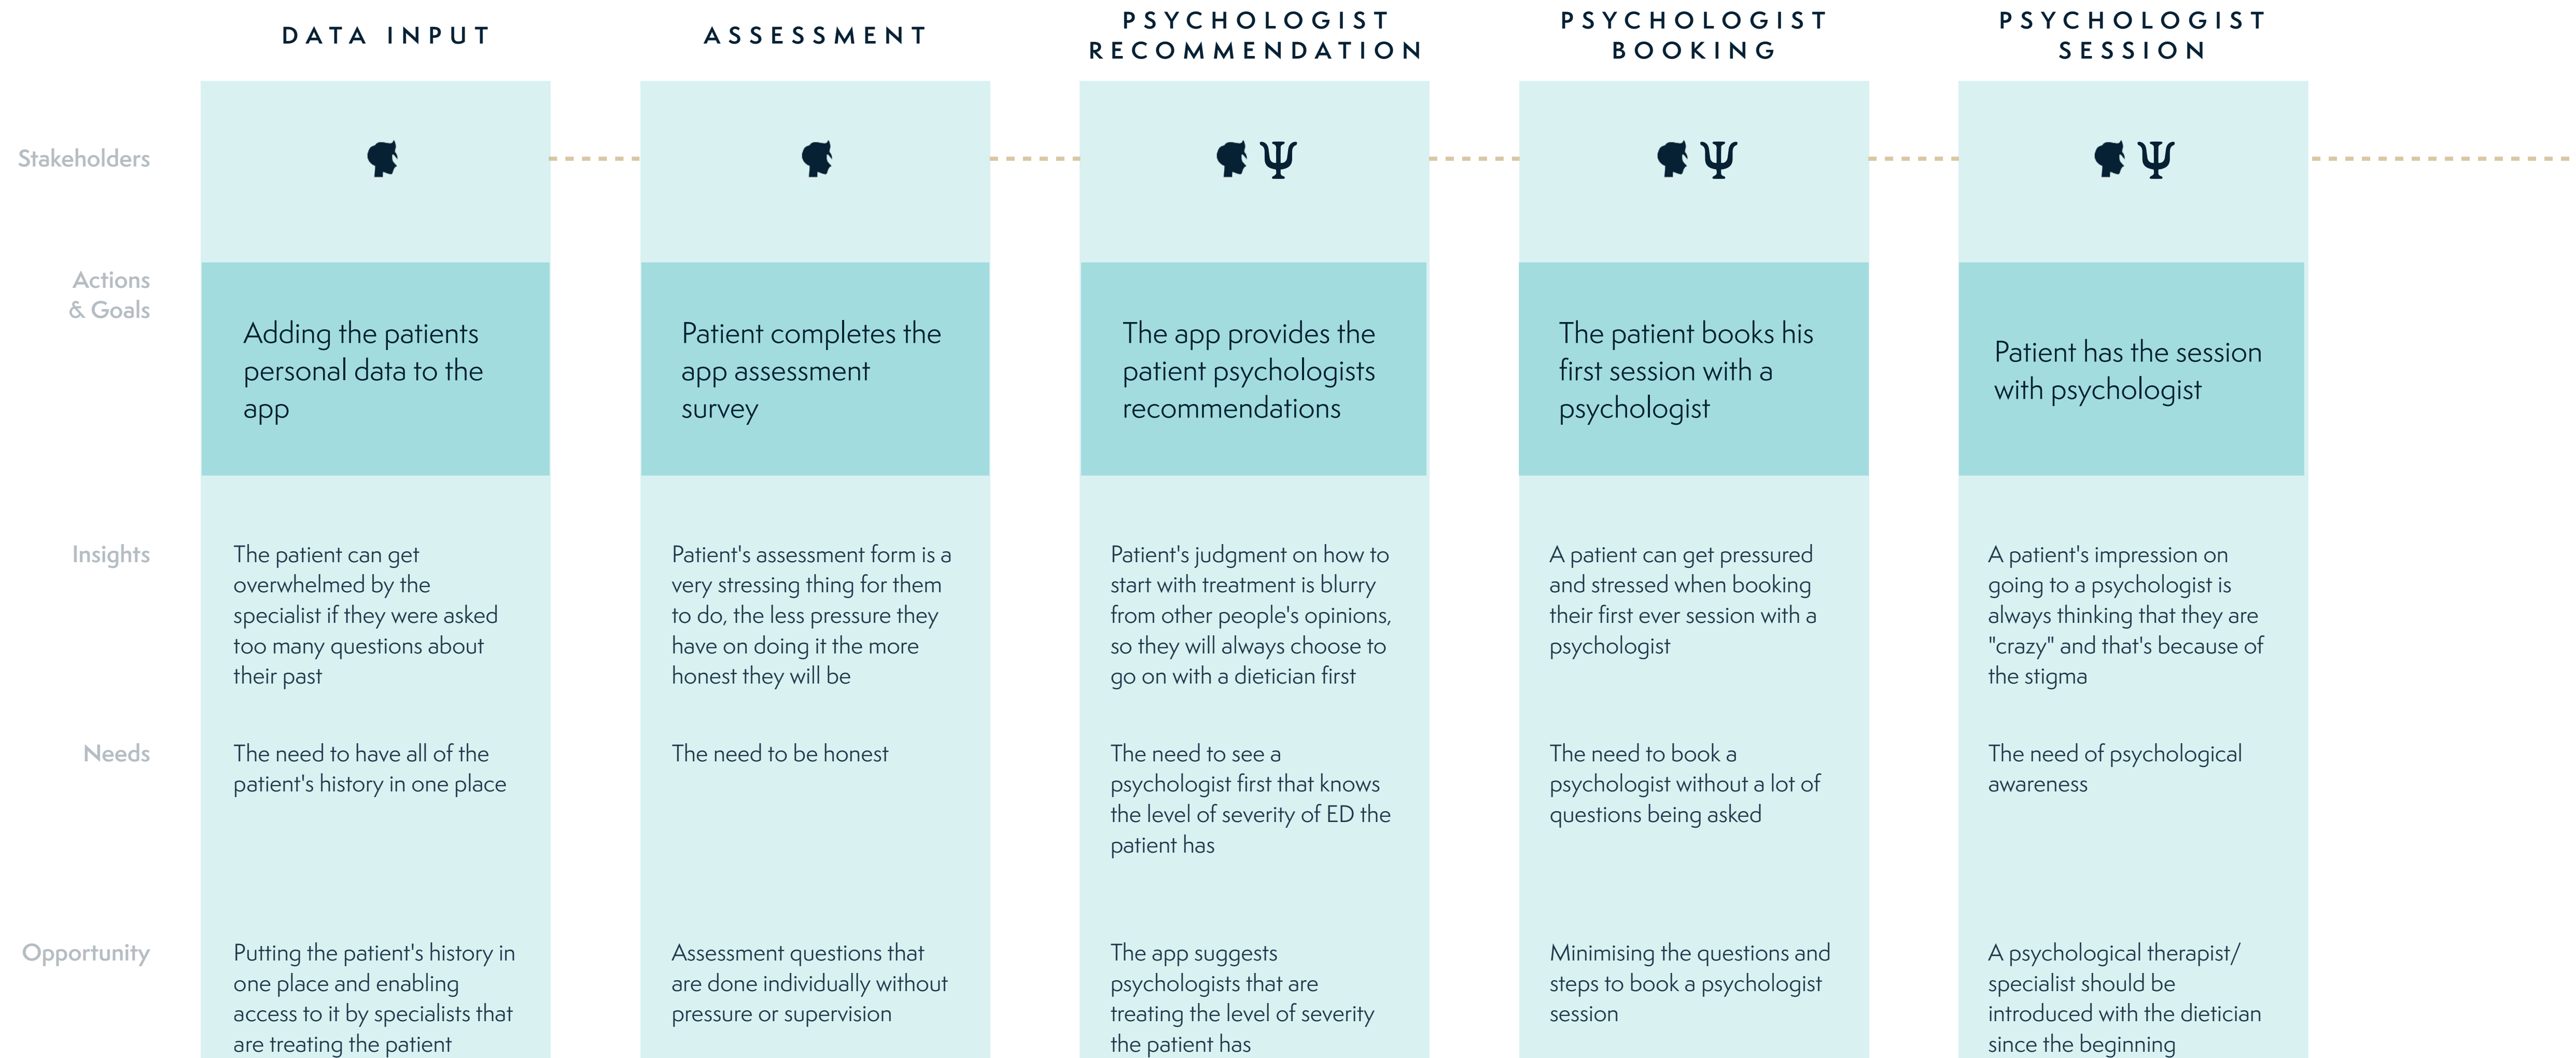 DATA INPUT
ASSESSMENT
PSYCHOLOGIST
RECOMMENDATION
PSYCHOLOGIST
BOOKING
PSYCHOLOGIST
SESSION
Stakeholders
Ψ
Ψ
Ψ
Actions
& Goals
Adding the patients
personal data to the
app
Patient completes the
app assessment
survey
The app provides the
patient psychologists
recommendations
The patient books his
first session with a
psychologist
Patient has the session
with psychologist
Insights
The patient can get
overwhelmed by the
specialist if they were asked
too many questions about
their past
Patient's assessment form is a
very stressing thing for them
to do, the less pressure they
have on doing it the more
honest they will be
Patient's judgment on how to
start with treatment is blurry
from other people's opinions,
so they will always choose to
go on with a dietician first
A patient can get pressured
and stressed when booking
their first ever session with a
psychologist
A patient's impression on
going to a psychologist is
always thinking that they are
"crazy" and that's because of
the stigma
Needs
The need to have all of the
patient's history in one place
The need to be honest
The need to see a
psychologist first that knows
the level of severity of ED the
patient has
The need to book a
psychologist without a lot of
questions being asked
The need of psychological
awareness
Opportunity
Putting the patient's history in
one place and enabling
access to it by specialists that
are treating the patient
Assessment questions that
are done individually without
pressure or supervision
The app suggests
psychologists that are
treating the level of severity
the patient has
Minimising the questions and
steps to book a psychologist
session
A psychological therapist/
specialist should be
introduced with the dietician
since the beginning